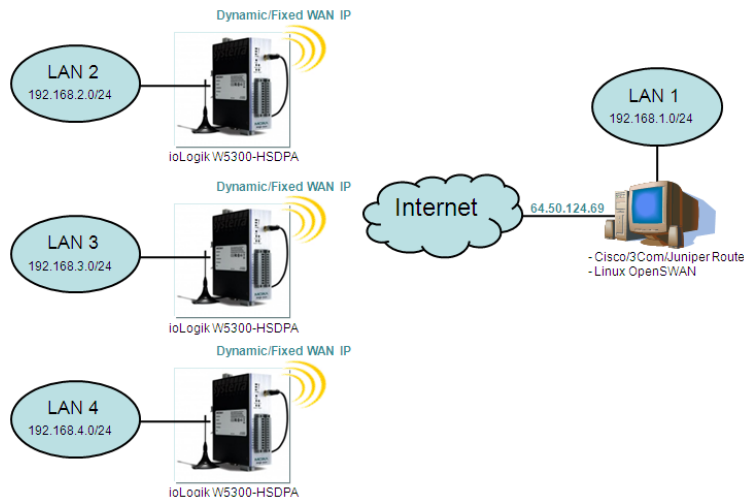 Dynamic/Fixed WAN IP
LAN 2
192.168.2.0/24
ioLogik W5300-HSDPA
Dynamic/Fixed WAN IP
LAN 3
192.168.3.0/24
ioLogik W5300-HSDPA
Dynamic/Fixed WAN IP
LAN 4
192.168.4.0/24
ioLogik W5300-HSDPA
Internet
64.50.124.69
LAN 1
192.168.1.0/24
- Cisco/3Com/Juniper Route
- Linux OpenSWAN